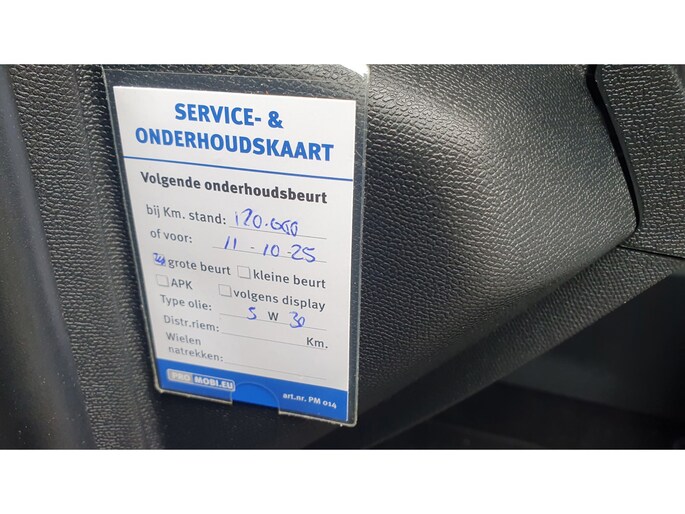 SERVICE- &
ONDERHOUDSKAART
Volgende onderhoudsbeurt
bij Km. stand: 120.000
of voor: 11-10-25
grote beurt kleine beurt
APK volgens display
Type olie: 5 W 30
Distr.riem: Km.
Wielen
natrekken:
PRO MOBI.EU art.nr. PM 014